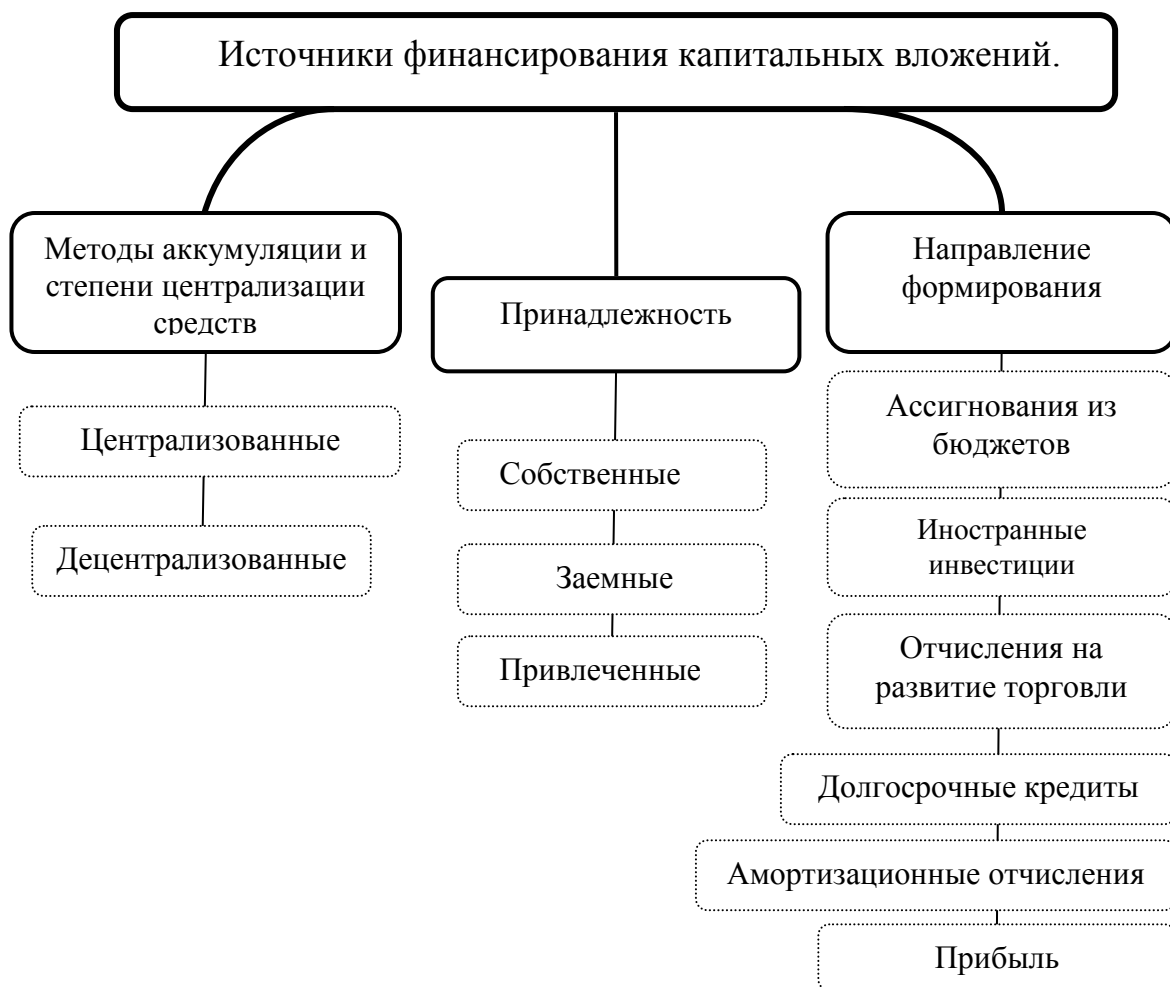 Источники финансирования капитальных вложений.
Методы аккумуляции и
степени централизации
средств
Централизованные
Децентрализованные
Принадлежность
Собственные
Заемные
Привлеченные
Направление
формирования
Ассигнования из
бюджетов
Иностранные
инвестиции
Отчисления на
развитие торговли
Долгосрочные кредиты
Амортизационные отчисления
Прибыль